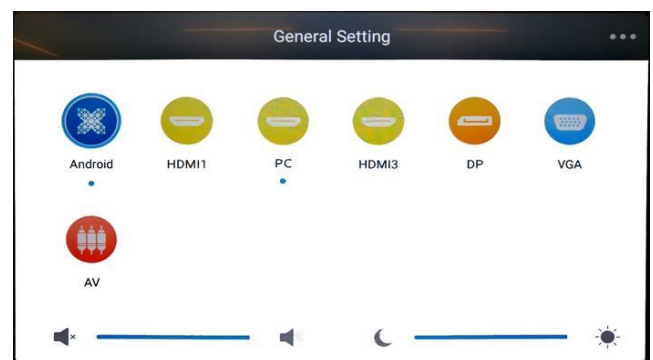 General Setting
Android
HDMI1
PC
HDMI3
DP
VGA
AV